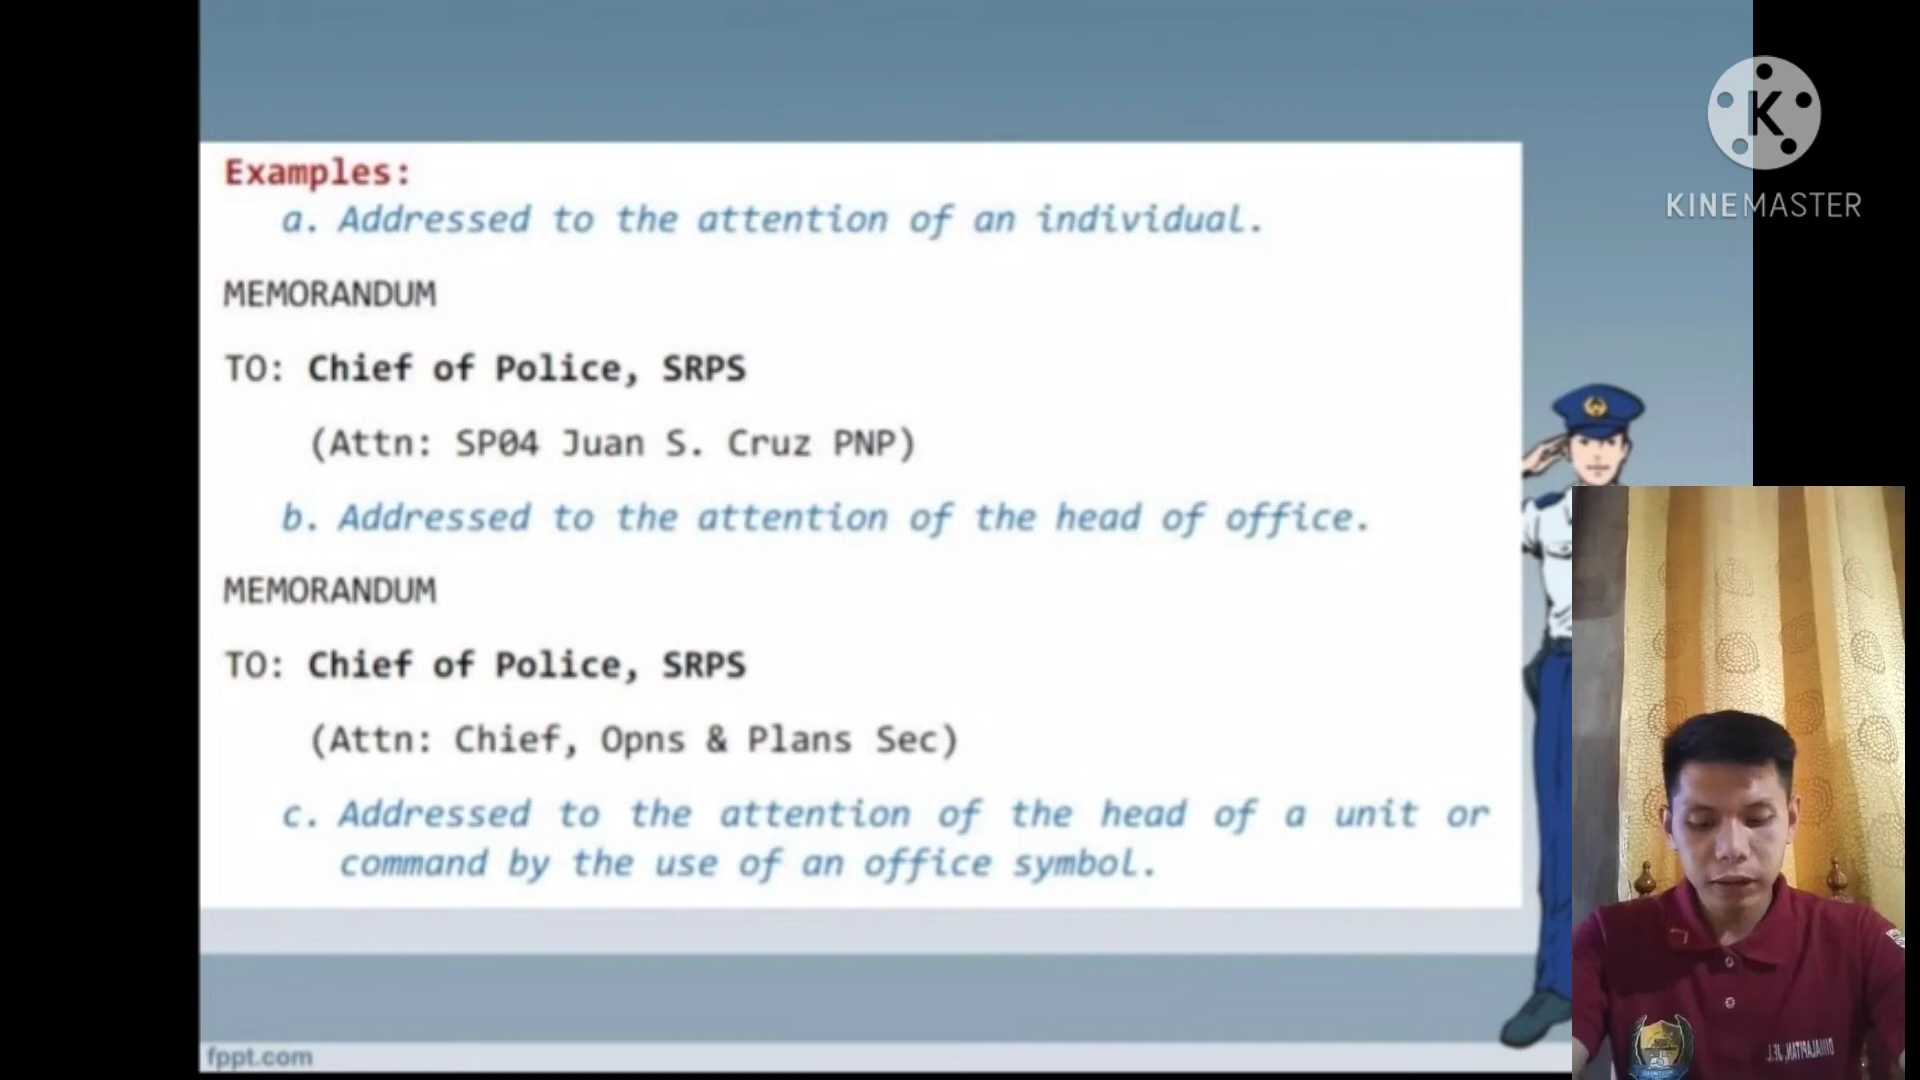 K
KINEMASTER
Examples:
a. Addressed to the attention of an individual.
MEMORANDUM
TO: Chief of Police, SRPS
(Attn: SP04 Juan S. Cruz PNP)
b. Addressed to the attention of the head of office.
MEMORANDUM
TO: Chief of Police, SRPS
(Attn: Chief, Opns & Plans Sec)
c. Addressed to the attention of the head of a unit or
command by the use of an office symbol.
fppt.com